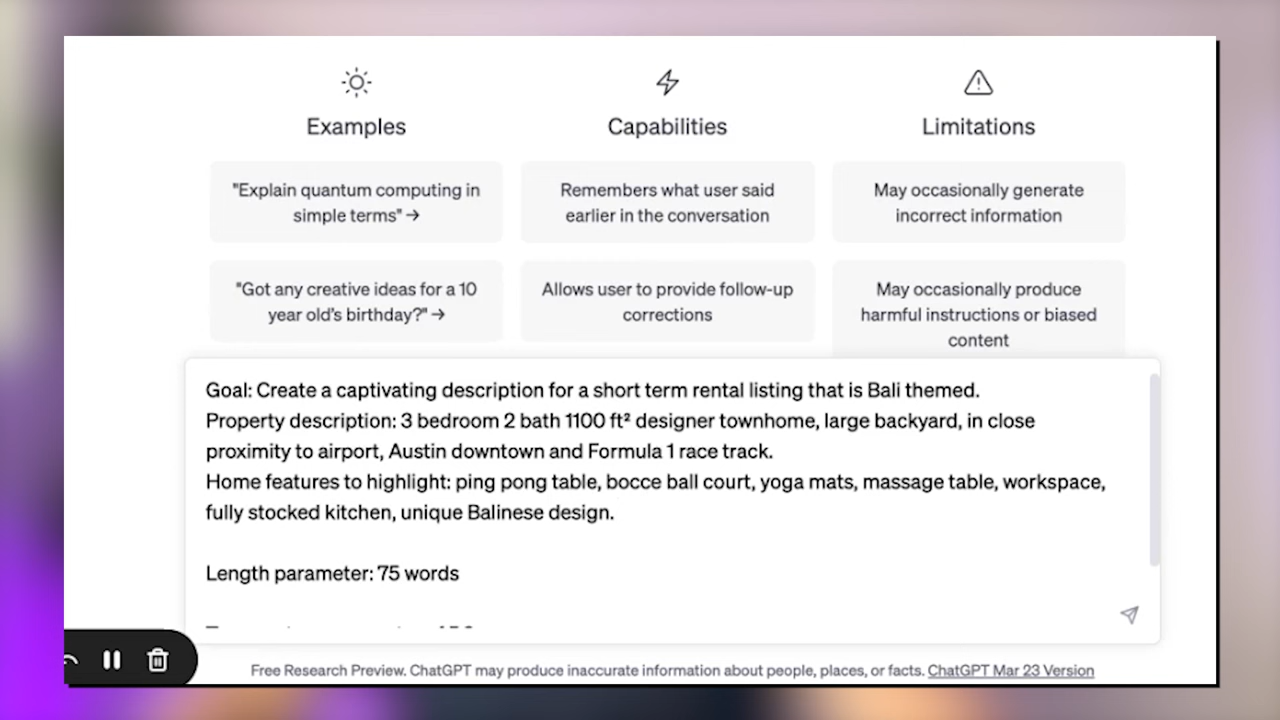 Examples
Capabilities
Limitations
"Explain quantum computing in
simple terms" →
Remembers what user said
earlier in the conversation
May occasionally generate
incorrect information
"Got any creative ideas for a 10
year old's birthday?" →
Allows user to provide follow-up
corrections
May occasionally produce
harmful instructions or biased
content
Goal: Create a captivating description for a short term rental listing that is Bali themed.
Property description: 3 bedroom 2 bath 1100 ft² designer townhome, large backyard, in close
proximity to airport, Austin downtown and Formula 1 race track.
Home features to highlight: ping pong table, bocce ball court, yoga mats, massage table, workspace,
fully stocked kitchen, unique Balinese design.
Length parameter: 75 words
Free Research Preview. ChatGPT may produce inaccurate information about people, places, or facts. ChatGPT Mar 23 Version